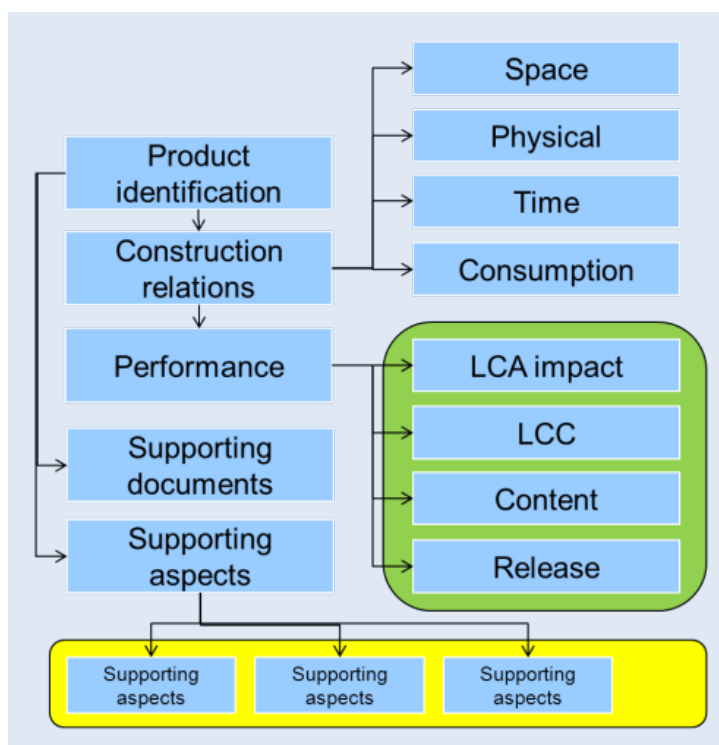 Space
Physical
Product
identification
Time
Construction
relations
Consumption
Performance
LCA impact
LCC
Supporting
documents
Content
Supporting
aspects
Release
Supporting
aspects
Supporting
aspects
Supporting
aspects